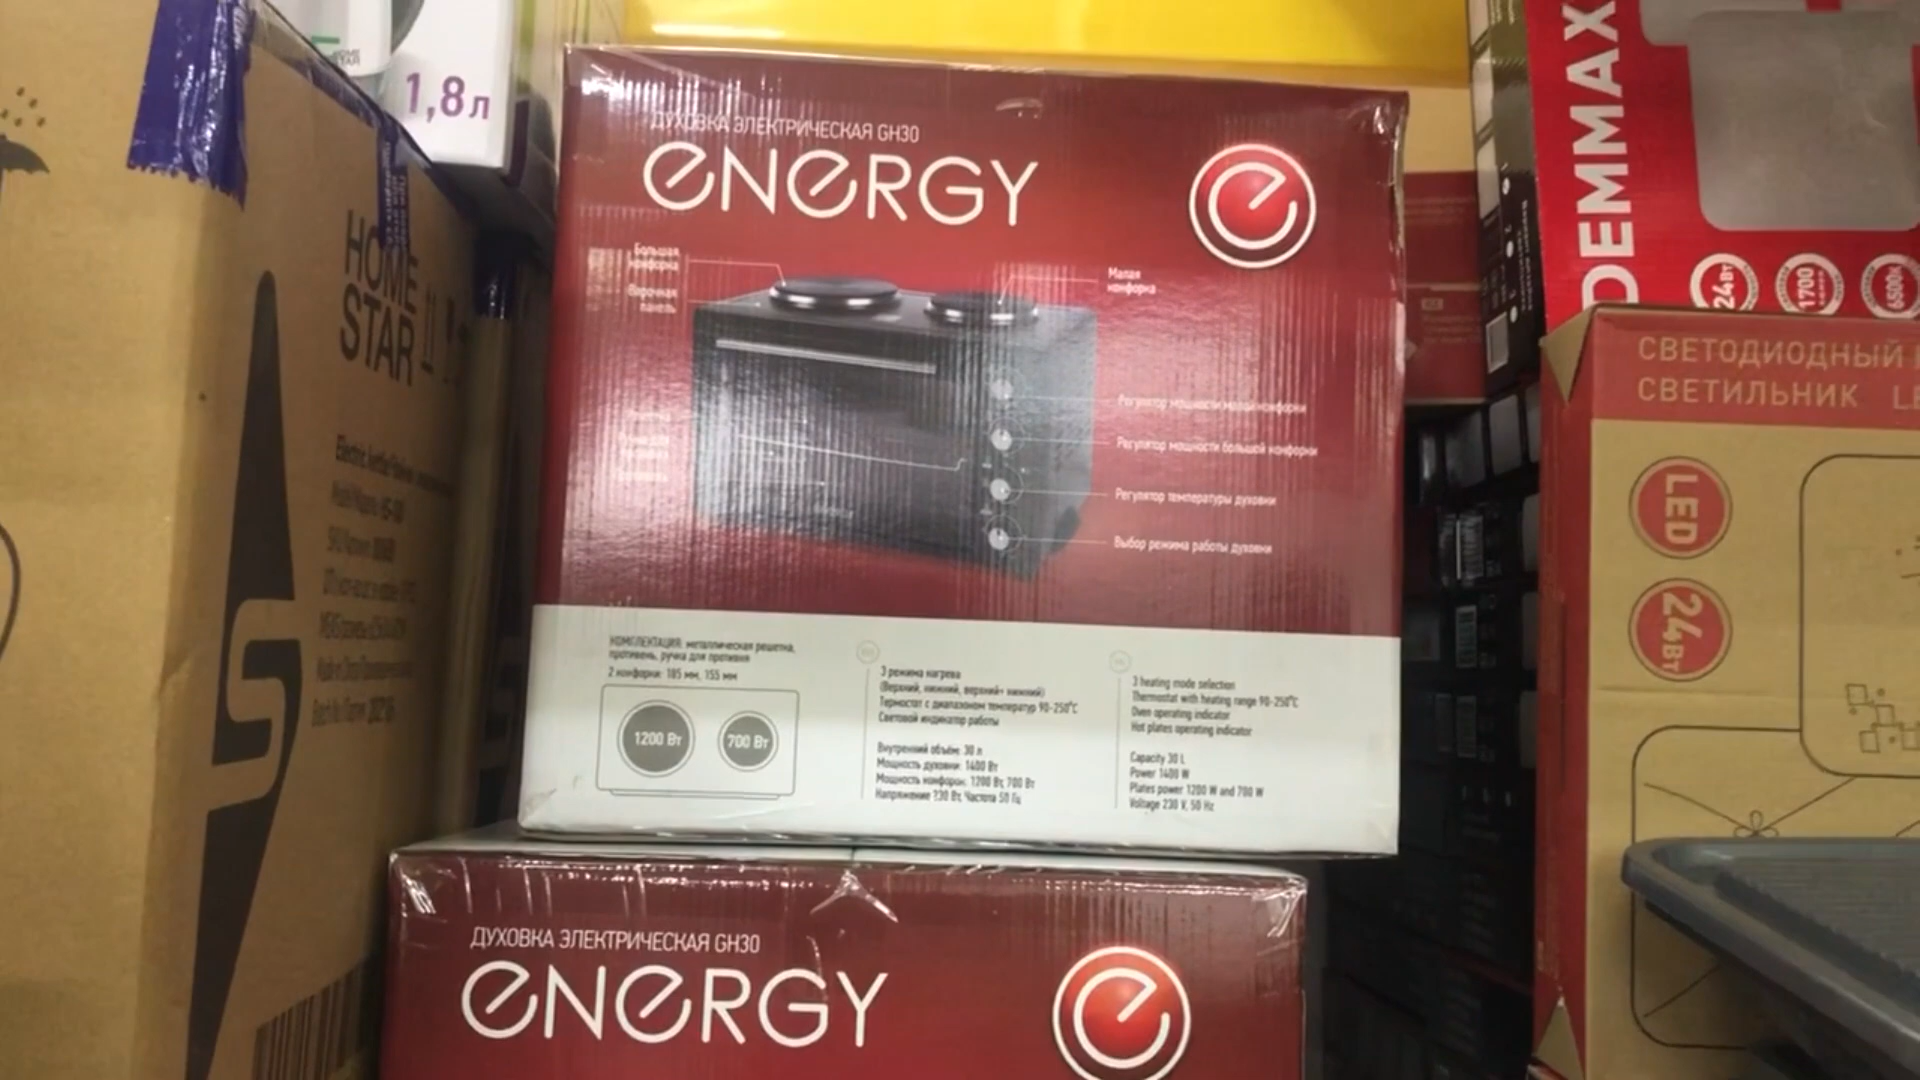 HOME
STAR
1,8 л
HOME
STAR
ДУХОВКА ЭЛЕКТРИЧЕСКАЯ GH30
ENERGY
Большая
конфорка
Варочная
панель
Малая
конфорка
Регулятор мощности малой конфорки
Регулятор мощности большой конфорки
Регулятор температуры духовки
Выбор режима работы духовки
КОМПЛЕКТАЦИЯ: металлическая решетка,
противень, ручка для противня
2 конфорки: 185 мм, 155 мм
1200 Вт
700 Вт
3 режима нагрева
(Верхний, нижний, верхний+ нижний)
Термостат с диапазоном температур 90-250°C
Световой индикатор работы
Внутренний объём: 30 л
Мощность духовки: 1400 Вт
Мощность конфорок: 1200 Вт, 700 Вт
Напряжение 230 Вт, Частота 50 Гц
3 heating mode selection
Thermostat with heating range 90-250°C
Oven operating indicator
Hot plates operating indicator
Capacity 30 L
Power 1400 W
Plates power 1200 W and 700 W
Voltage 230 V, 50 Hz
ДУХОВКА ЭЛЕКТРИЧЕСКАЯ GH30
ENERGY
DEMMAX
24Вт
1700
6500K
СВЕТОДИОДНЫЙ
СВЕТИЛЬНИК
LED
24Вт